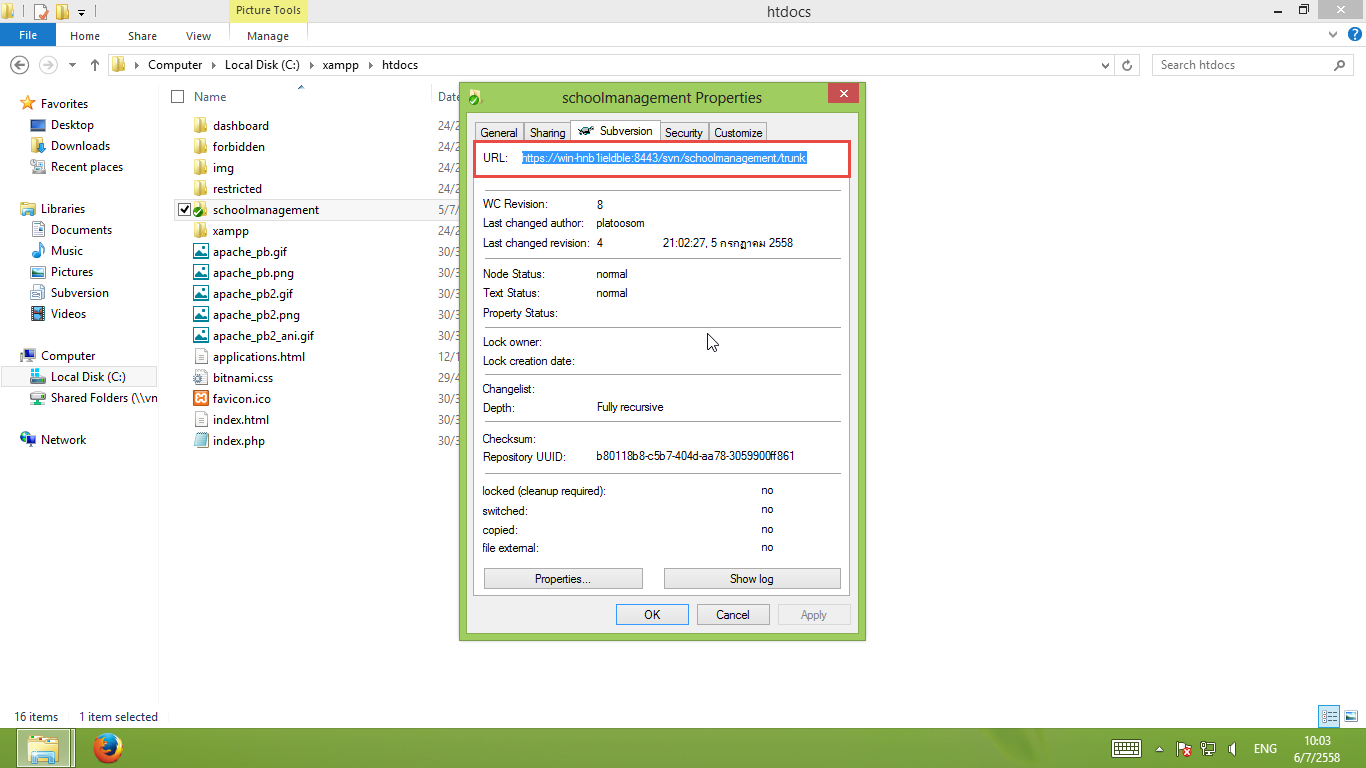 Picture Tools
htdocs
File
Home
Share
View
Manage
Computer
Local Disk (C:)
xampp
htdocs
Search htdocs
Favorites
Desktop
Downloads
Recent places
Libraries
Documents
Music
Pictures
Subversion
Videos
Computer
Local Disk (C:)
Shared Folders (\\vn
Network
Name
Date
dashboard 24/2
forbidden 24/2
img 24/2
restricted 24/2
schoolmanagement 5/7/
xampp 24/2
apache_pb.gif 30/3
apache_pb.png 30/3
apache_pb2.gif 30/3
apache_pb2.png 30/3
apache_pb2_ani.gif 30/3
applications.html 12/1
bitnami.css 29/4
favicon.ico 30/3
index.html 30/3
index.php 30/3
schoolmanagement Properties
General
Sharing
Subversion
Security
Customize
URL: https://win-hnb1ieldble:8443/svn/schoolmanagement/trunk
WC Revision: 8
Last changed author: platoosom
Last changed revision: 4 21:02:27, 5 กรกฎาคม 2558
Node Status: normal
Text Status: normal
Property Status:
Lock owner:
Lock creation date:
Changelist:
Depth: Fully recursive
Checksum:
Repository UUID: b80118b8-c5b7-404d-aa78-3059900ff861
locked (cleanup required): no
switched: no
copied: no
file external: no
Properties...
Show log
OK
Cancel
Apply
16 items
1 item selected
ENG
10:03
6/7/2558